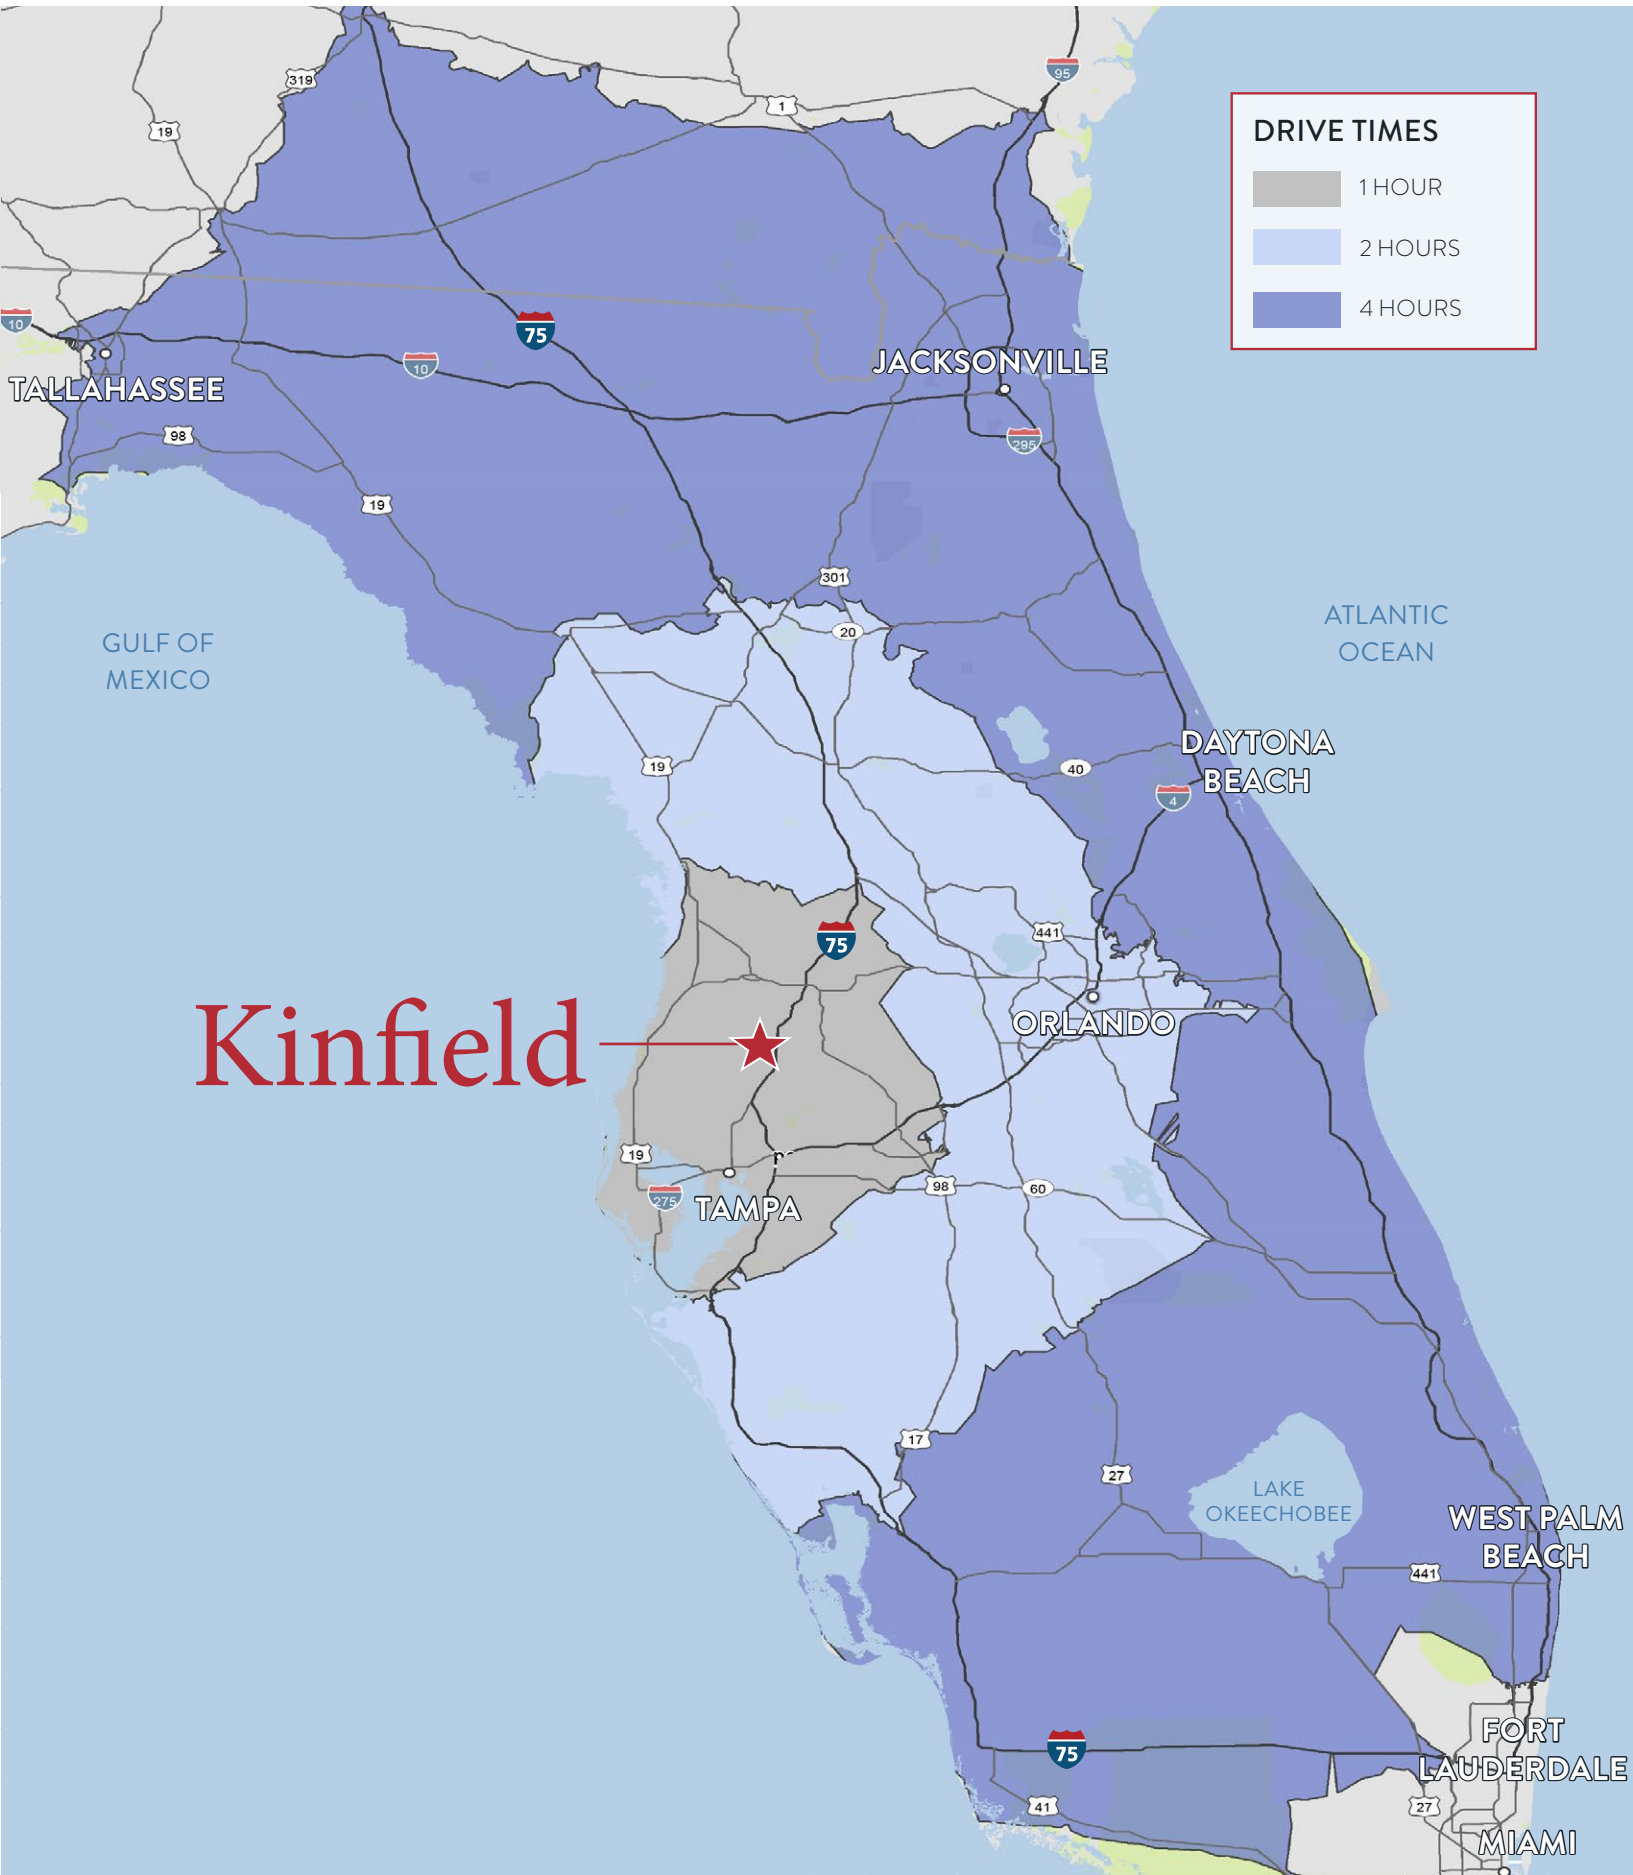 95
319
1
19
DRIVE TIMES
1 HOUR
2 HOURS
4 HOURS
10
75
10
JACKSONVILLE
TALLAHASSEE
98
295
19
301
ATLANTIC
OCEAN
20
GULF OF
MEXICO
DAYTONA
BEACH
19
40
4
441
75
Kinfield
ORLANDO
19
98
60
275
TAMPA
17
27
LAKE
OKEECHOBEE
WEST PALM
BEACH
441
FORT
LAUDERDALE
75
41
27
MIAMI